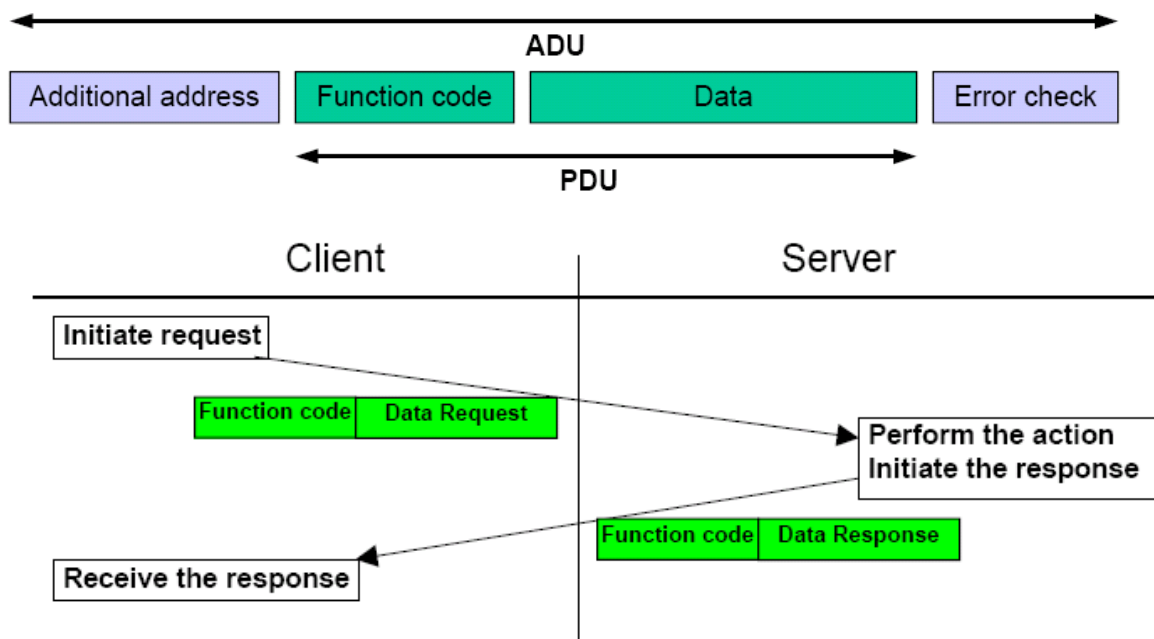 ADU
Additional address
Function code
Data
Error check
PDU
Client
Server
Initiate request
Function code
Data Request
Perform the action
Initiate the response
Function code
Data Response
Receive the response